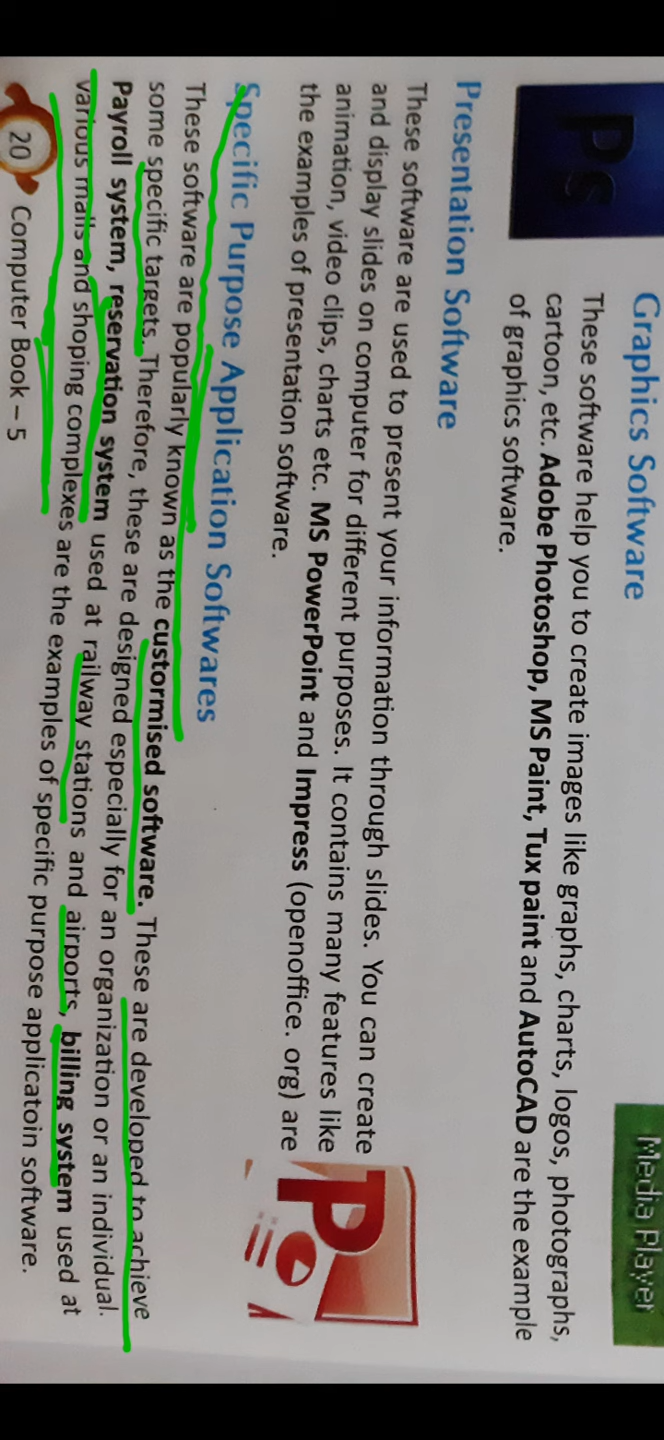 Media Player
Graphics Software
Ps
These software help you to create images like graphs, charts, logos, photographs,
cartoon, etc. Adobe Photoshop, MS Paint, Tux paint and AutoCAD are the example
of graphics software.
Presentation Software
These software are used to present your information through slides. You can create
and display slides on computer for different purposes. It contains many features like
animation, video clips, charts etc. MS PowerPoint and Impress (openoffice. org) are
the examples of presentation software.
P
Specific Purpose Application Softwares
These software are popularly known as the custormised software. These are developed to achieve
some specific targets. Therefore, these are designed especially for an organization or an individual.
Payroll system, reservation system used at railway stations and airports, billing system used at
various malls and shoping complexes are the examples of specific purpose applicatoin software.
20 Computer Book – 5